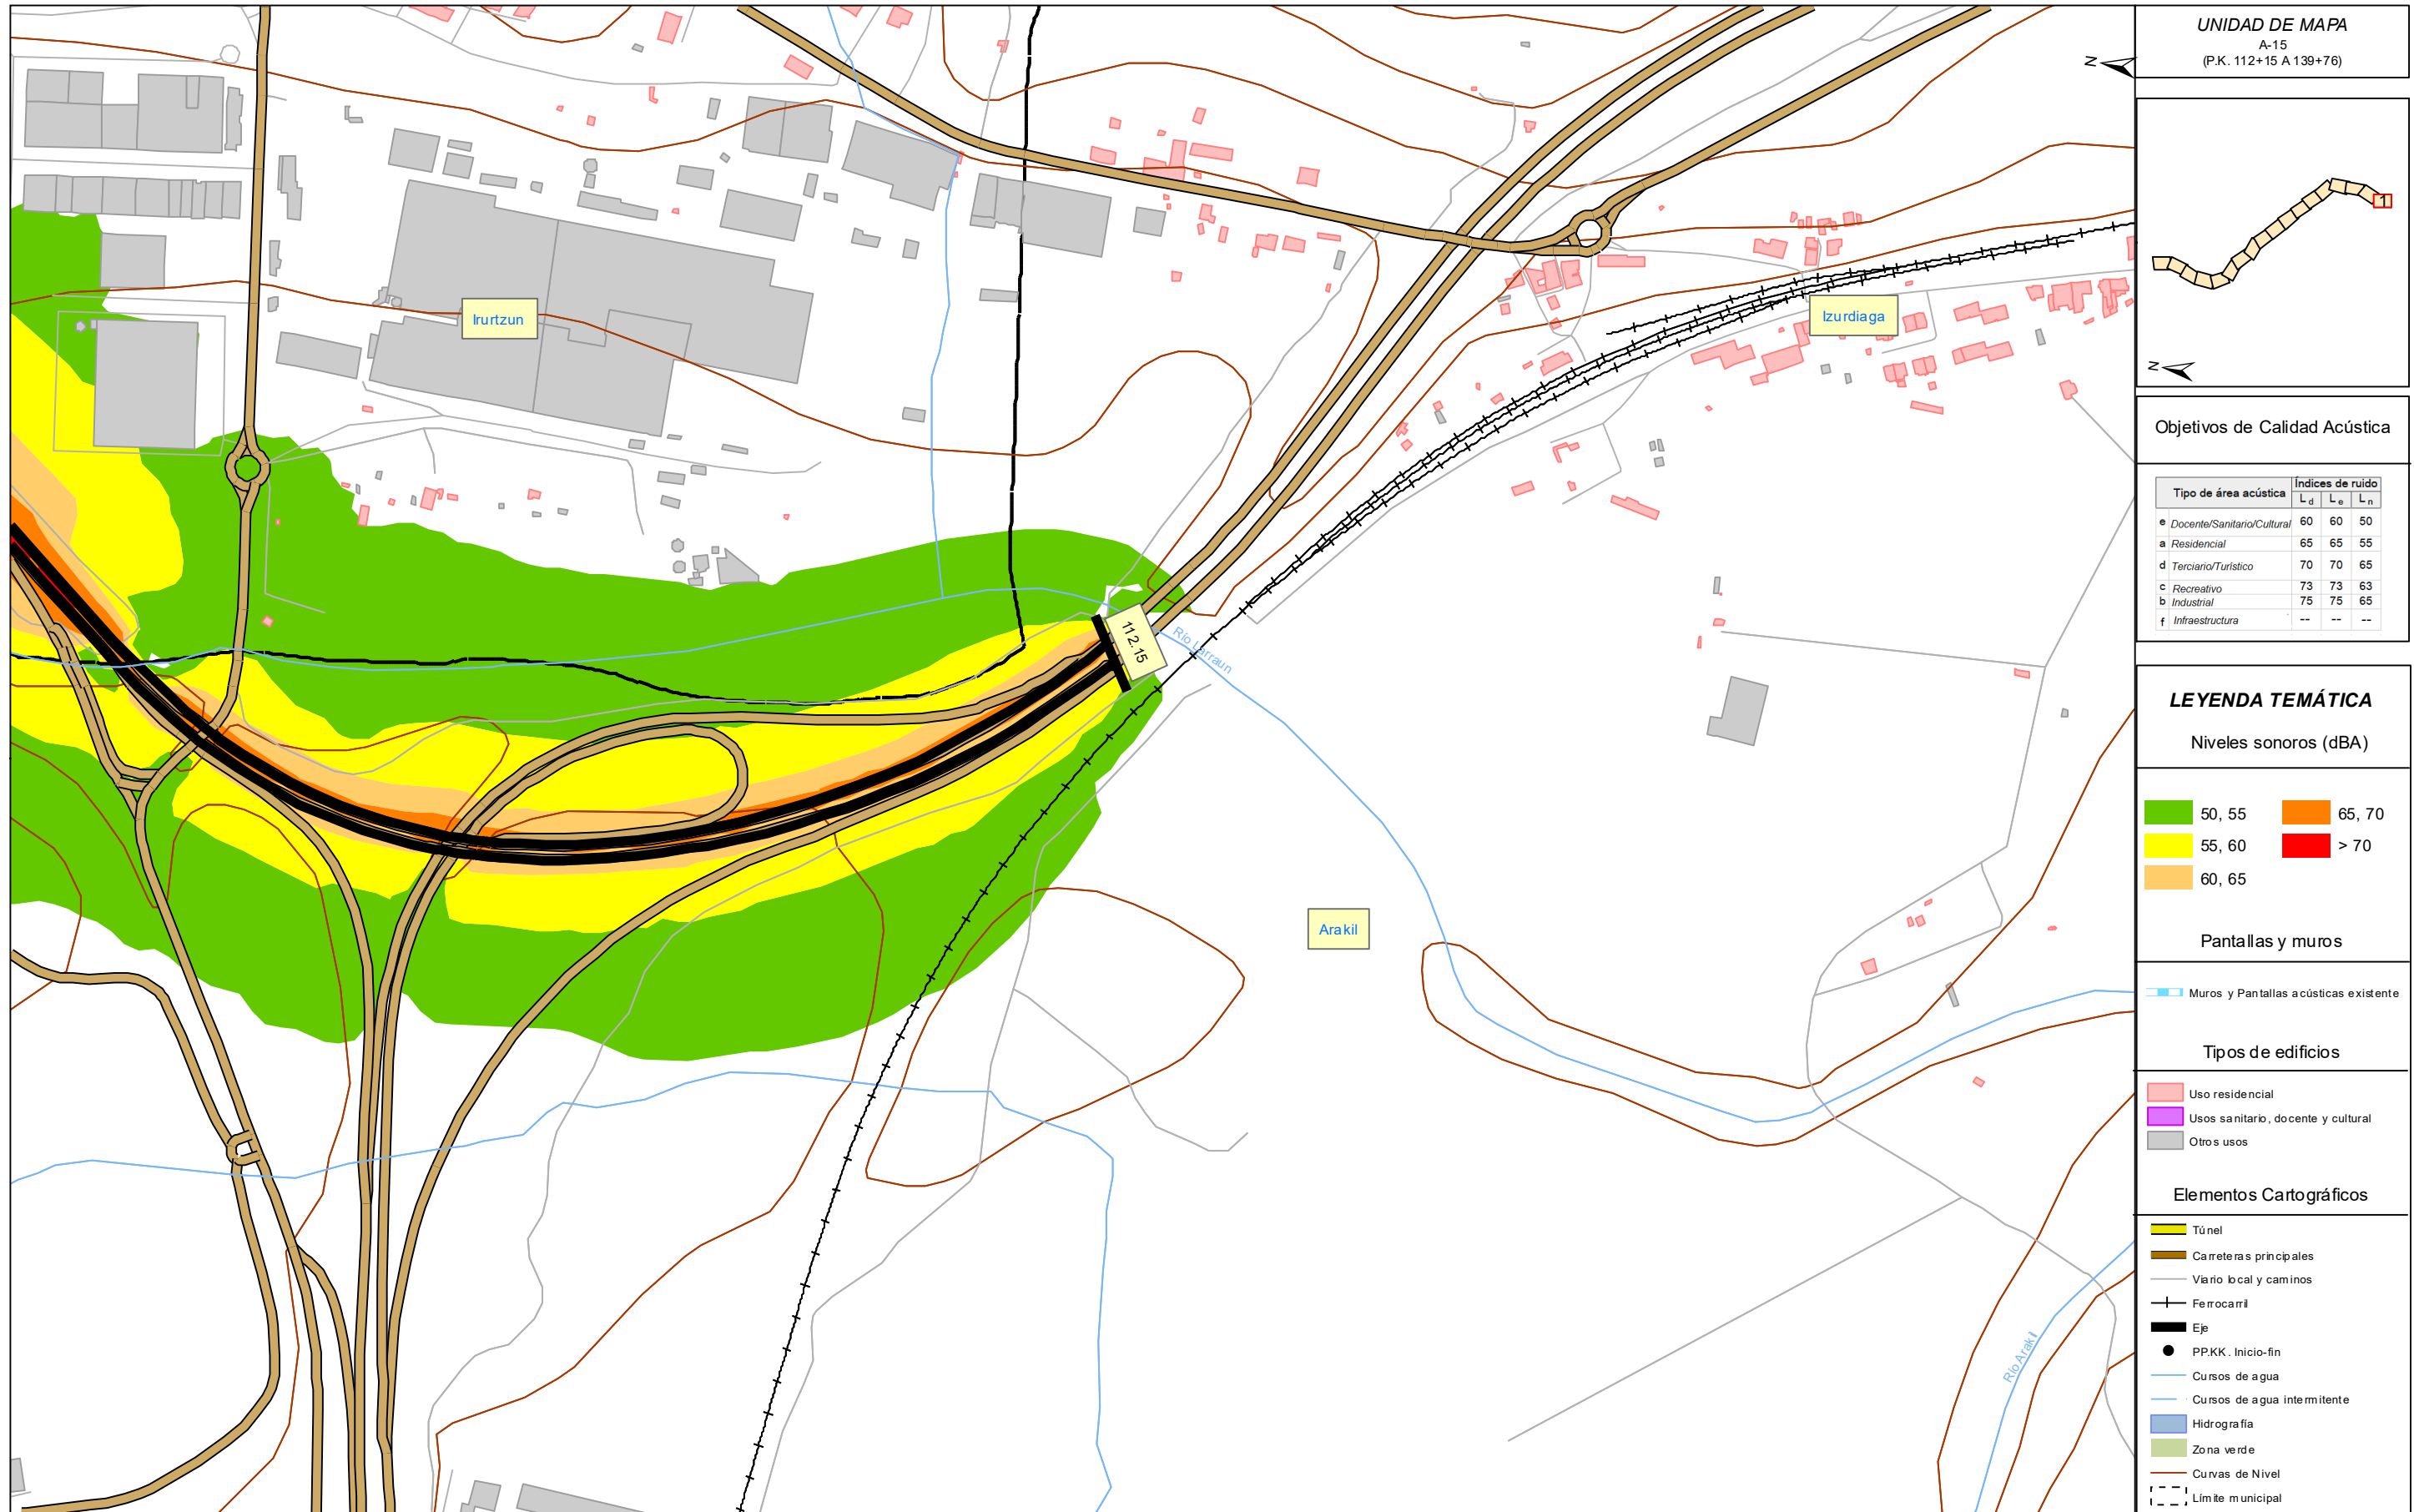 UNIDAD DE MAPA
A-15
(P.K. 112+15 A 139+76)
N
Irurtzun
Izurdiaga
112.15
Río Larraun
Arakil
Río Arakil
1
N
Objetivos de Calidad Acústica
Tipo de área acústica Índices de ruido
L d L e L n
e Docente/Sanitario/Cultural 60 60 50
a Residencial 65 65 55
d Terciario/Turístico 70 70 65
c Recreativo 73 73 63
b Industrial 75 75 65
f Infraestructura -- -- --
LEYENDA TEMÁTICA
Niveles sonoros (dBA)
50, 55 65, 70
55, 60 > 70
60, 65
Pantallas y muros
Muros y Pantallas acústicas existente
Tipos de edificios
Uso residencial
Usos sanitario, docente y cultural
Otros usos
Elementos Cartográficos
Túnel
Carreteras principales
Viario local y caminos
Ferrocarril
Eje
PP.KK. Inicio-fin
Cursos de agua
Cursos de agua intermitente
Hidrografía
Zona verde
Curvas de Nivel
Límite municipal